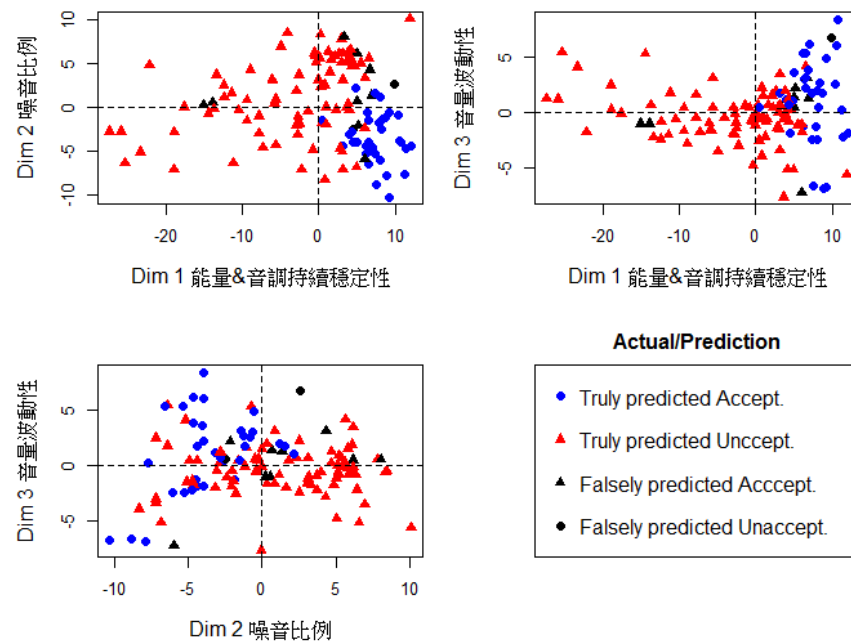 Dim 2 噪音比例
10
5
0
-5
-10
-20
-10
0
10
Dim 1 能量&音調持續穩定性
Dim 3 音量波動性
5
0
-5
-20
-10
0
10
Dim 1 能量&音調持續穩定性
Dim 3 音量波動性
5
0
-5
-10
-5
0
5
10
Dim 2 噪音比例
Actual/Prediction
Truly predicted Accept.
Truly predicted Unccept.
Falsely predicted Acccept.
Falsely predicted Unaccept.